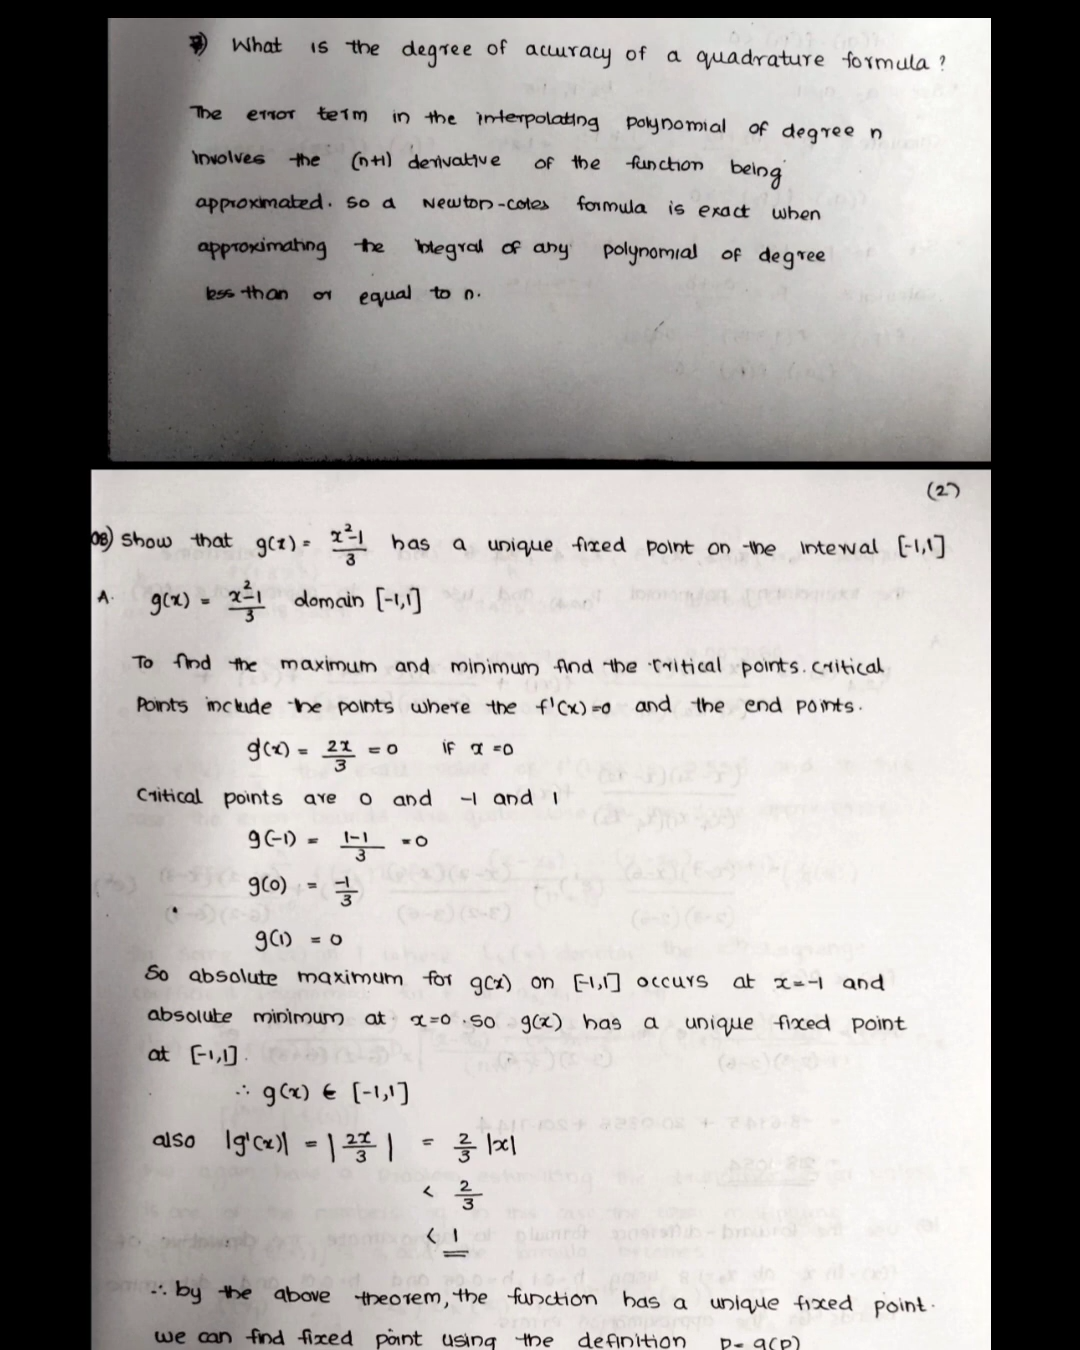 7) What is the degree of accuracy of a quadrature formula ?
The error term in the interpolating polynomial of degree n
involves the (n+1) derivative of the function being
approximated. So a Newton-cotes formula is exact when
approximating the integral of any polynomial of degree
less than or equal to n.
(2)
08) Show that g(x) = x²-1/3 has a unique fixed point on the interval [-1,1]
A. g(x) = x²-1/3 domain [-1,1]
To find the maximum and minimum find the critical points. critical
Points include the points where the f'(x)=0 and the end points.
g'(x) = 2x/3 = 0 if x=0
Critical points are 0 and -1 and 1
g(-1) = 1-1/3 = 0
g(0) = -1/3
g(1) = 0
So absolute maximum for g(x) on [-1,1] occurs at x=-1 and
absolute minimum at x=0. So g(x) has a unique fixed point
at [-1,1].
∴ g(x) ∈ [-1,1]
also |g'(x)| = |2x/3| = 2/3 |x|
< 2/3
< 1
∴ by the above theorem, the function has a unique fixed point.
we can find fixed point using the definition p=g(p)